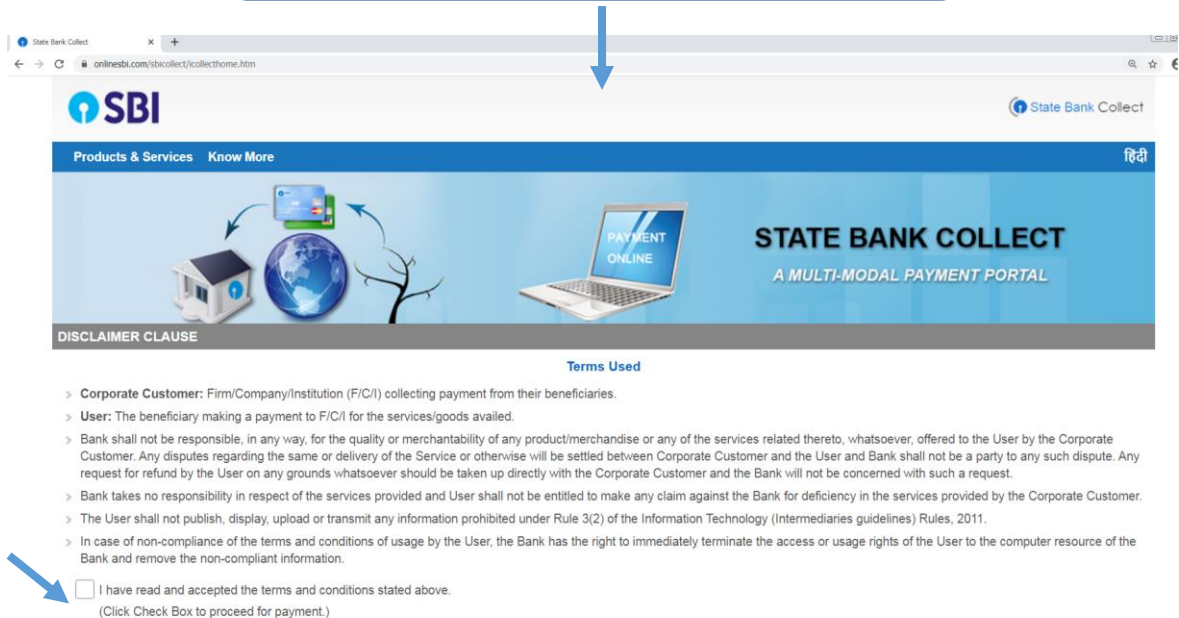 State Bank Collect
onlinesbi.com/sbicollect/icollecthome.htm
SBI
State Bank Collect
Products & Services Know More हिंदी
PAYMENT
ONLINE
STATE BANK COLLECT
A MULTI-MODAL PAYMENT PORTAL
DISCLAIMER CLAUSE
Terms Used
Corporate Customer: Firm/Company/Institution (F/C/I) collecting payment from their beneficiaries.
User: The beneficiary making a payment to F/C/I for the services/goods availed.
Bank shall not be responsible, in any way, for the quality or merchantability of any product/merchandise or any of the services related thereto, whatsoever, offered to the User by the Corporate
Customer. Any disputes regarding the same or delivery of the Service or otherwise will be settled between Corporate Customer and the User and Bank shall not be a party to any such dispute. Any
request for refund by the User on any grounds whatsoever should be taken up directly with the Corporate Customer and the Bank will not be concerned with such a request.
Bank takes no responsibility in respect of the services provided and User shall not be entitled to make any claim against the Bank for deficiency in the services provided by the Corporate Customer.
The User shall not publish, display, upload or transmit any information prohibited under Rule 3(2) of the Information Technology (Intermediaries guidelines) Rules, 2011.
In case of non-compliance of the terms and conditions of usage by the User, the Bank has the right to immediately terminate the access or usage rights of the User to the computer resource of the
Bank and remove the non-compliant information.
I have read and accepted the terms and conditions stated above.
(Click Check Box to proceed for payment.)